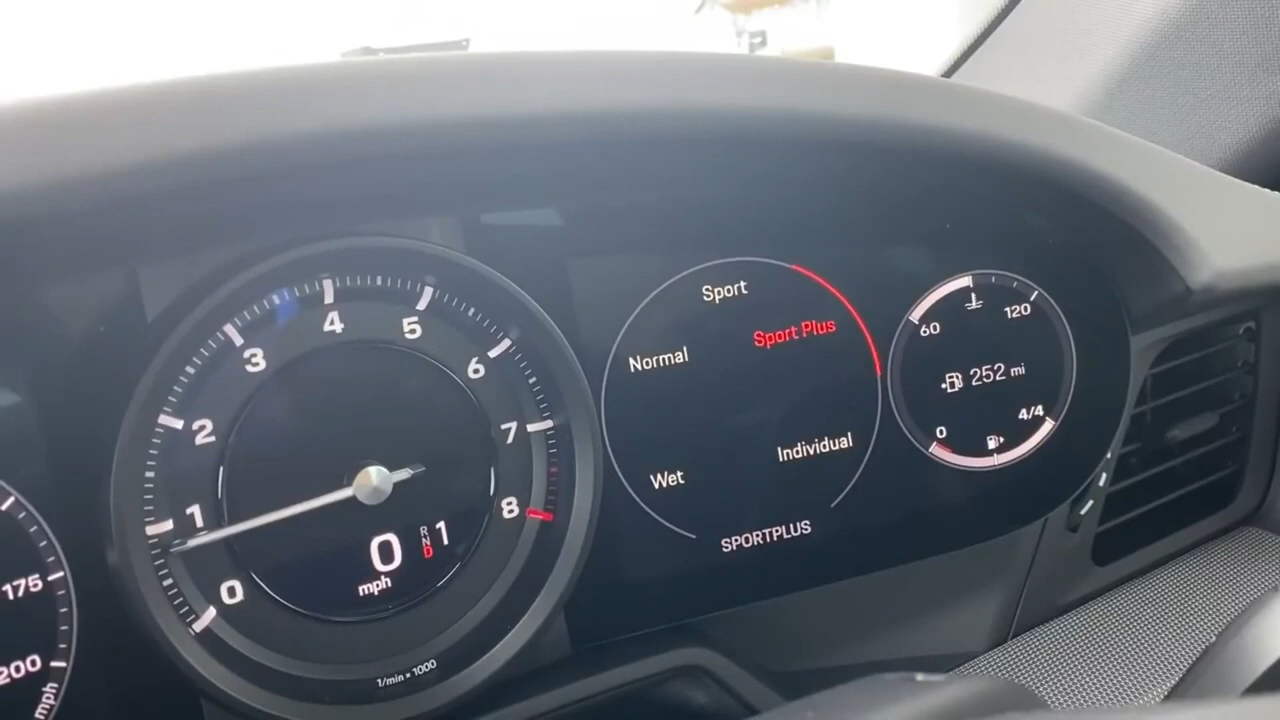 175
200
mph
0
1
2
3
4
5
6
7
8
0
mph
R
N
D
1
1/min × 1000
Sport
Sport Plus
Normal
Individual
Wet
SPORTPLUS
60
120
252 mi
0
4/4